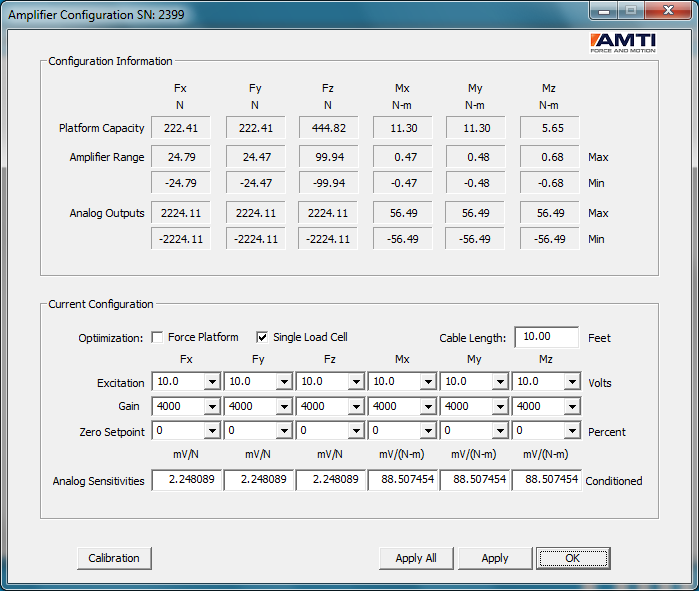 Amplifier Configuration SN: 2399
AMTI
FORCE AND MOTION
Configuration Information
Fx Fy Fz Mx My Mz
N N N N-m N-m N-m
Platform Capacity 222.41 222.41 444.82 11.30 11.30 5.65
Amplifier Range 24.79 24.47 99.94 0.47 0.48 0.68 Max
-24.79 -24.47 -99.94 -0.47 -0.48 -0.68 Min
Analog Outputs 2224.11 2224.11 2224.11 56.49 56.49 56.49 Max
-2224.11 -2224.11 -2224.11 -56.49 -56.49 -56.49 Min
Current Configuration
Optiimization: Force Platform Single Load Cell Cable Length: 10.00 Feet
Fx Fy Fz Mx My Mz
Excitation 10.0 10.0 10.0 10.0 10.0 10.0 Volts
Gain 4000 4000 4000 4000 4000 4000
Zero Setpoint 0 0 0 0 0 0 Percent
mV/N mV/N mV/N mV/(N-m) mV/(N-m) mV/(N-m)
Analog Sensitivities 2.248089 2.248089 2.248089 88.507454 88.507454 88.507454 Conditioned
Calibration Apply All Apply OK